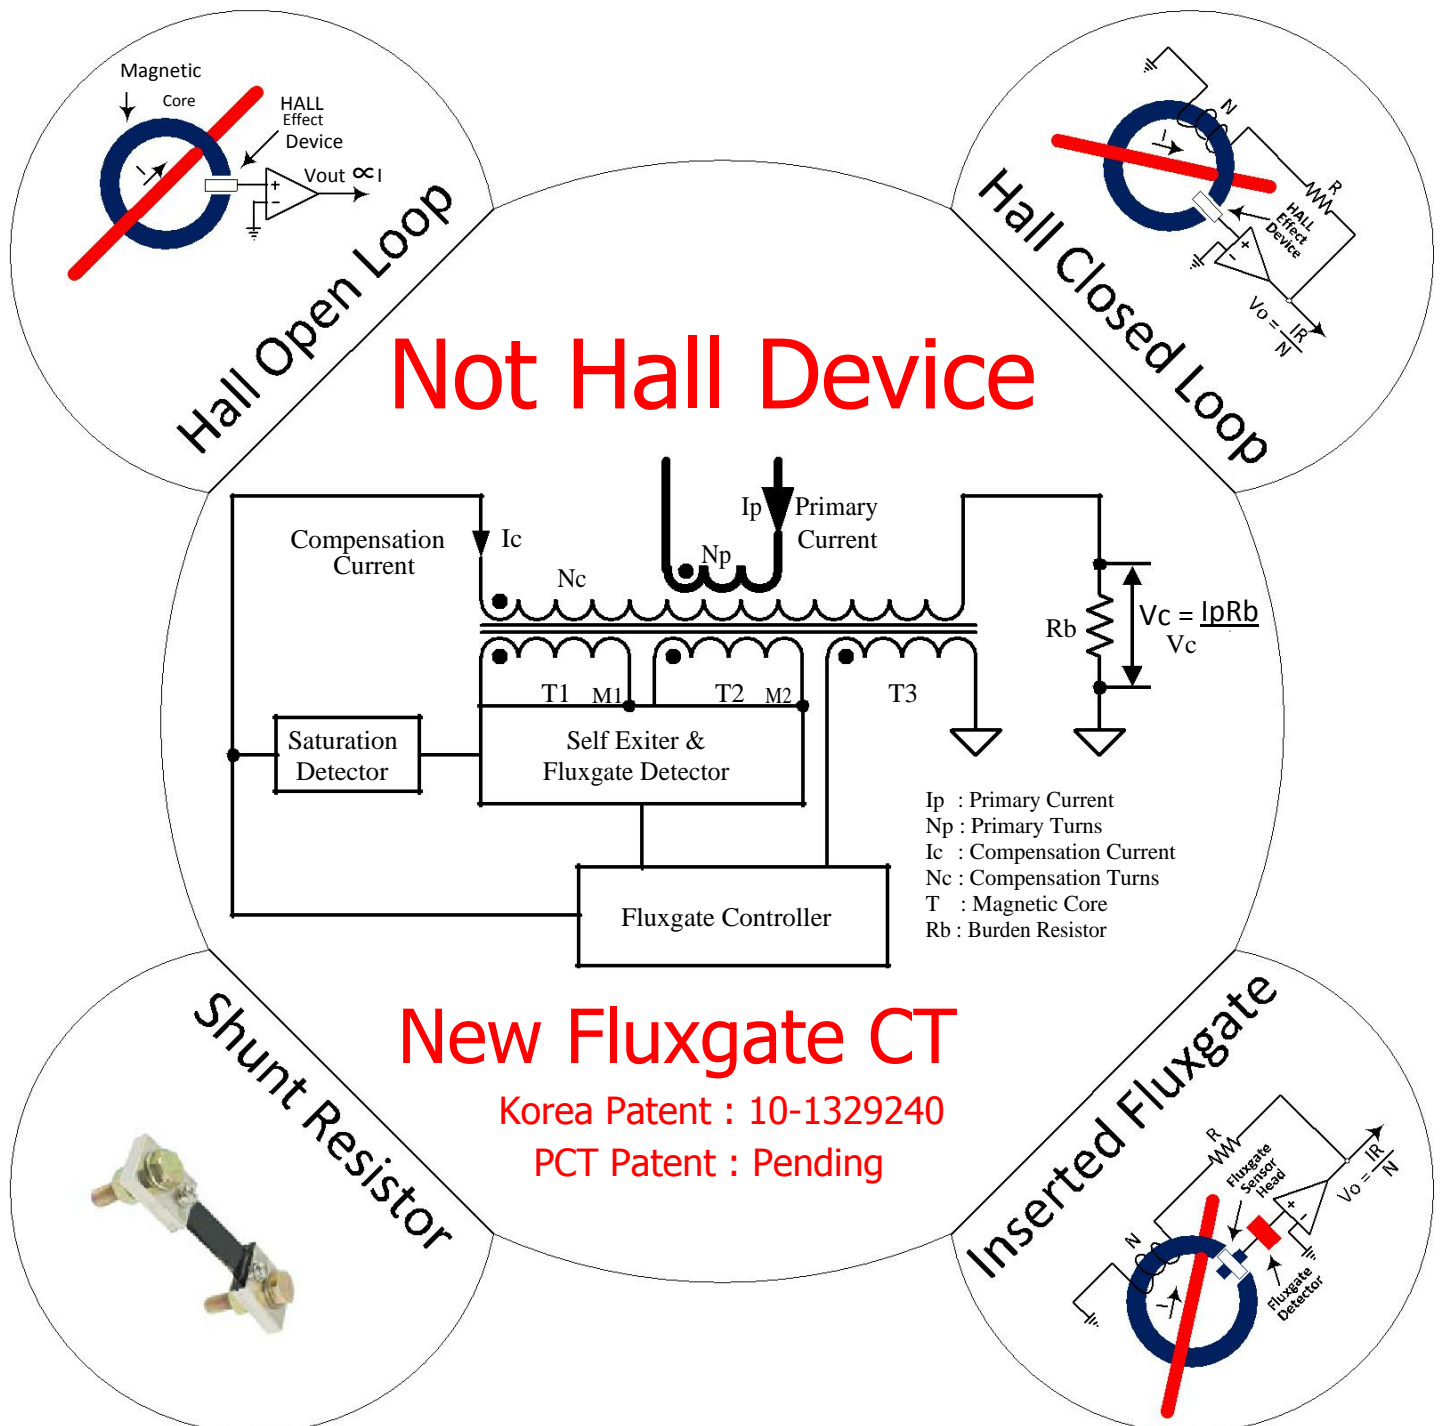 Magnetic
Core
HALL
Effect
Device
I
+
−
Vout ∝ I
Hall Open Loop
N
I
R
HALL
Effect
Device
+
-
Vo = IR
N
Hall Closed Loop
Not Hall Device
Ip Primary
Current
Compensation
Current
Ic
Np
Nc
Rb
Vc = IpRb
Vc
T1 M1 T2 M2 T3
Saturation
Detector
Self Exiter &
Fluxgate Detector
Fluxgate Controller
Ip : Primary Current
Np : Primary Turns
Ic : Compensation Current
Nc : Compensation Turns
T : Magnetic Core
Rb : Burden Resistor
New Fluxgate CT
Korea Patent : 10-1329240
PCT Patent : Pending
Shunt Resistor
Inserted Fluxgate
R
Fluxgate
Sensor
Head
+
-
Vo = IR
N
N
I
Fluxgate
Detector